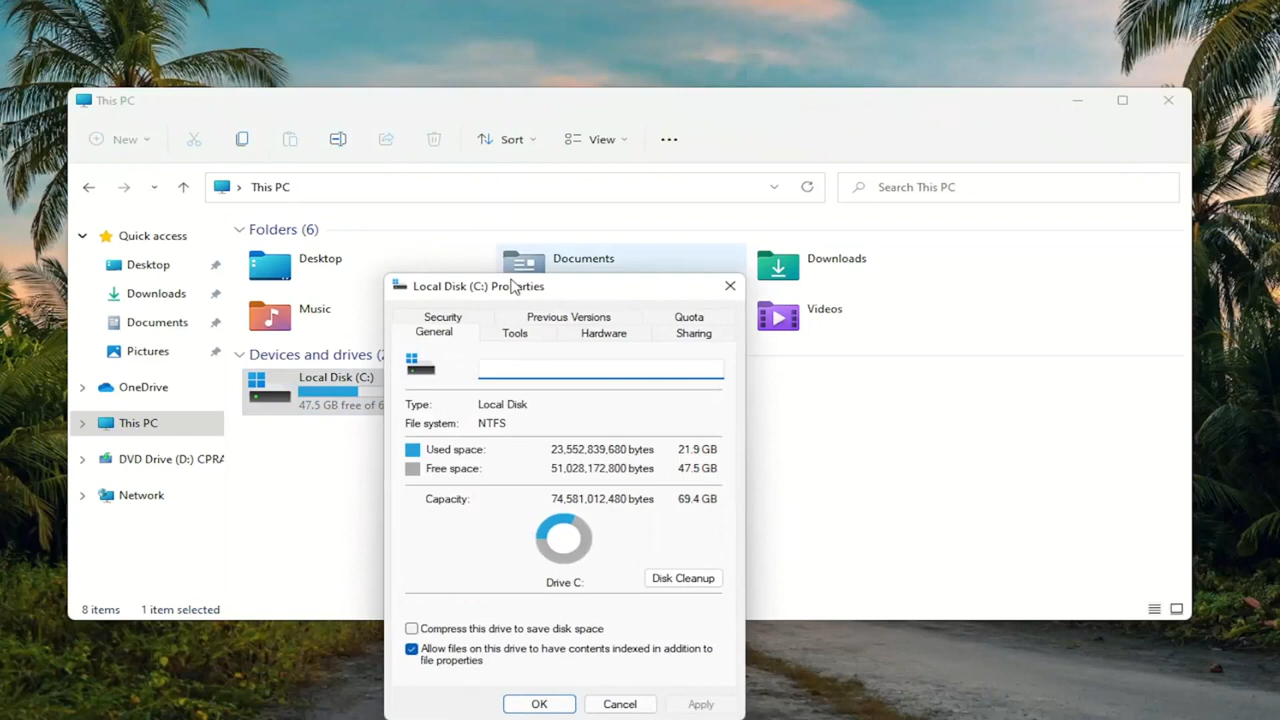 This PC
New
Sort
View
This PC
Search This PC
Quick access
Desktop
Downloads
Documents
Pictures
OneDrive
This PC
DVD Drive (D:) CPRA
Network
Folders (6)
Desktop
Documents
Downloads
Music
Videos
Devices and drives (2
Local Disk (C:)
47.5 GB free of 6
Local Disk (C:) Properties
Security
Previous Versions
Quota
General
Tools
Hardware
Sharing
Type: Local Disk
File system: NTFS
Used space: 23,552,839,680 bytes 21.9 GB
Free space: 51,028,172,800 bytes 47.5 GB
Capacity: 74,581,012,480 bytes 69.4 GB
Drive C:
Disk Cleanup
Compress this drive to save disk space
Allow files on this drive to have contents indexed in addition to
file properties
OK
Cancel
Apply
8 items
1 item selected